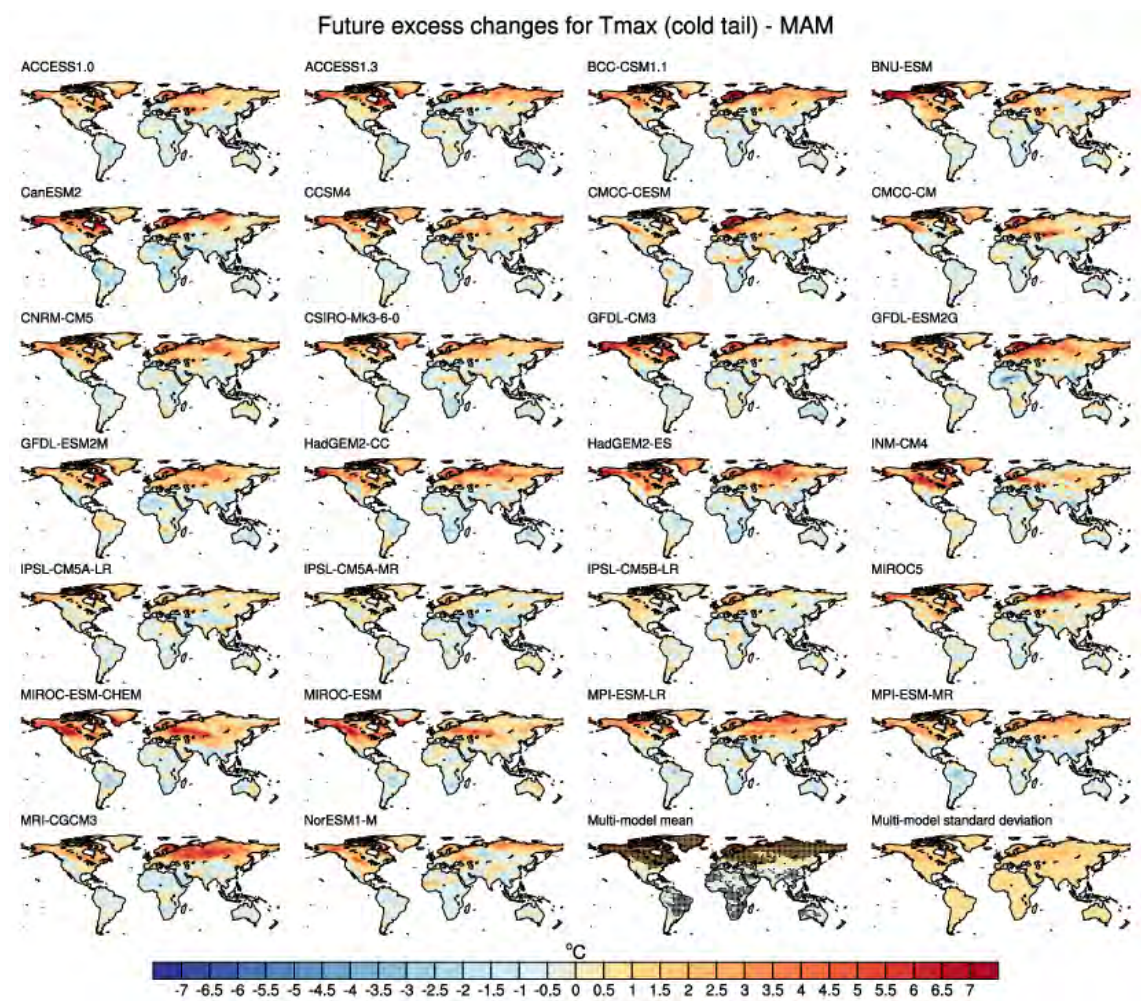 Future excess changes for Tmax (cold tail) - MAM
ACCESS1.0 ACCESS1.3 BCC-CSM1.1 BNU-ESM
CanESM2 CCSM4 CMCC-CESM CMCC-CM
CNRM-CM5 CSIRO-Mk3-6-0 GFDL-CM3 GFDL-ESM2G
GFDL-ESM2M HadGEM2-CC HadGEM2-ES INM-CM4
IPSL-CM5A-LR IPSL-CM5A-MR IPSL-CM5B-LR MIROC5
MIROC-ESM-CHEM MIROC-ESM MPI-ESM-LR MPI-ESM-MR
MRI-CGCM3 NorESM1-M Multi-model mean Multi-model standard deviation
°C
-7 -6.5 -6 -5.5 -5 -4.5 -4 -3.5 -3 -2.5 -2 -1.5 -1 -0.5 0 0.5 1 1.5 2 2.5 3 3.5 4 4.5 5 5.5 6 6.5 7